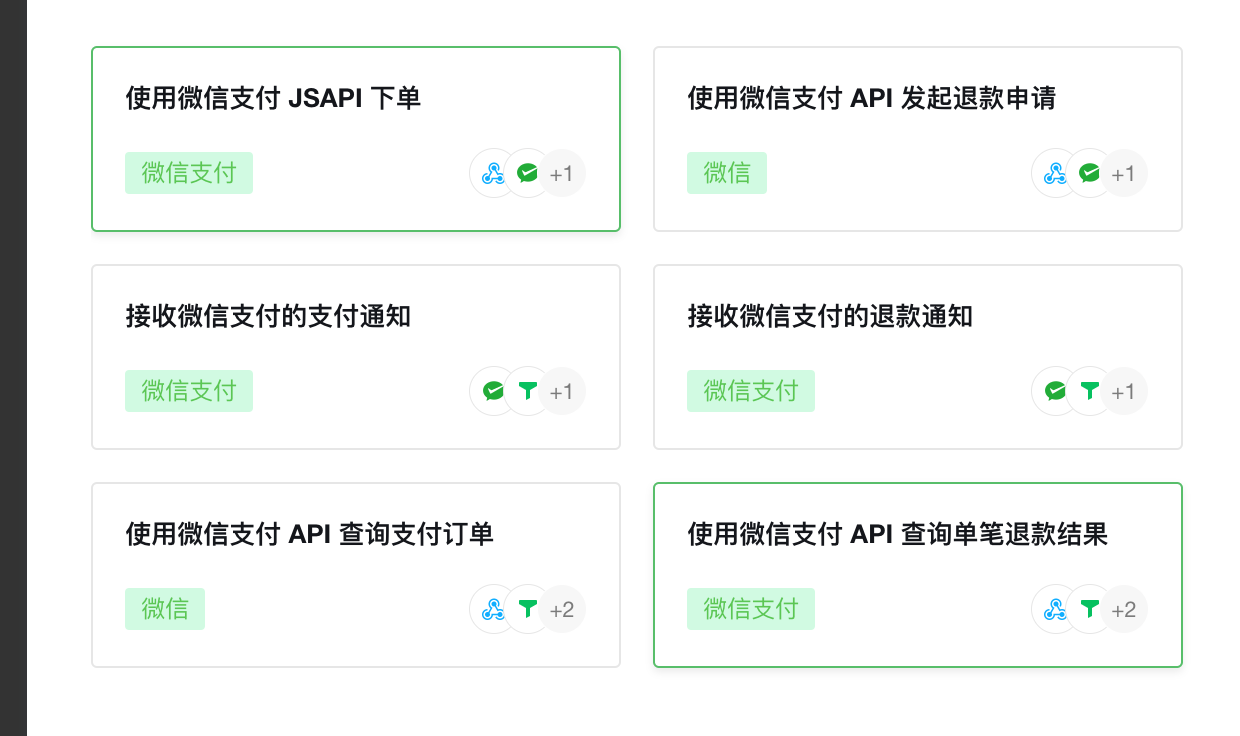 使用微信支付 JSAPI 下单
微信支付
+1
使用微信支付 API 发起退款申请
微信
+1
接收微信支付的支付通知
微信支付
+1
接收微信支付的退款通知
微信支付
+1
使用微信支付 API 查询支付订单
微信
+2
使用微信支付 API 查询单笔退款结果
微信支付
+2